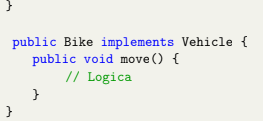 }
public Bike implements Vehicle {
public void move() {
// Logica
}
}